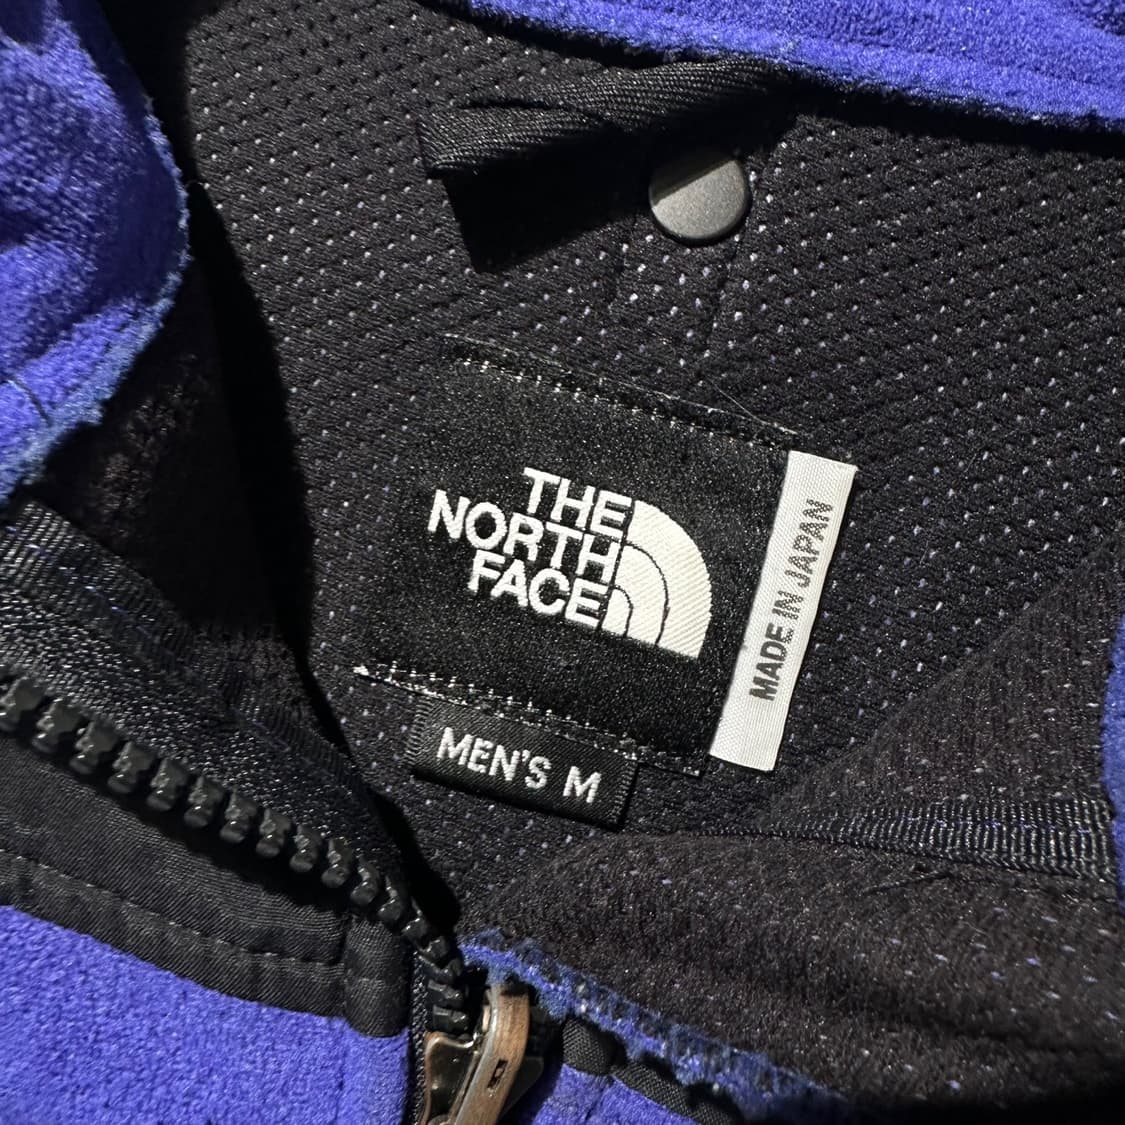 THE
NORTH
FACE
MADE IN JAPAN
MEN'S M